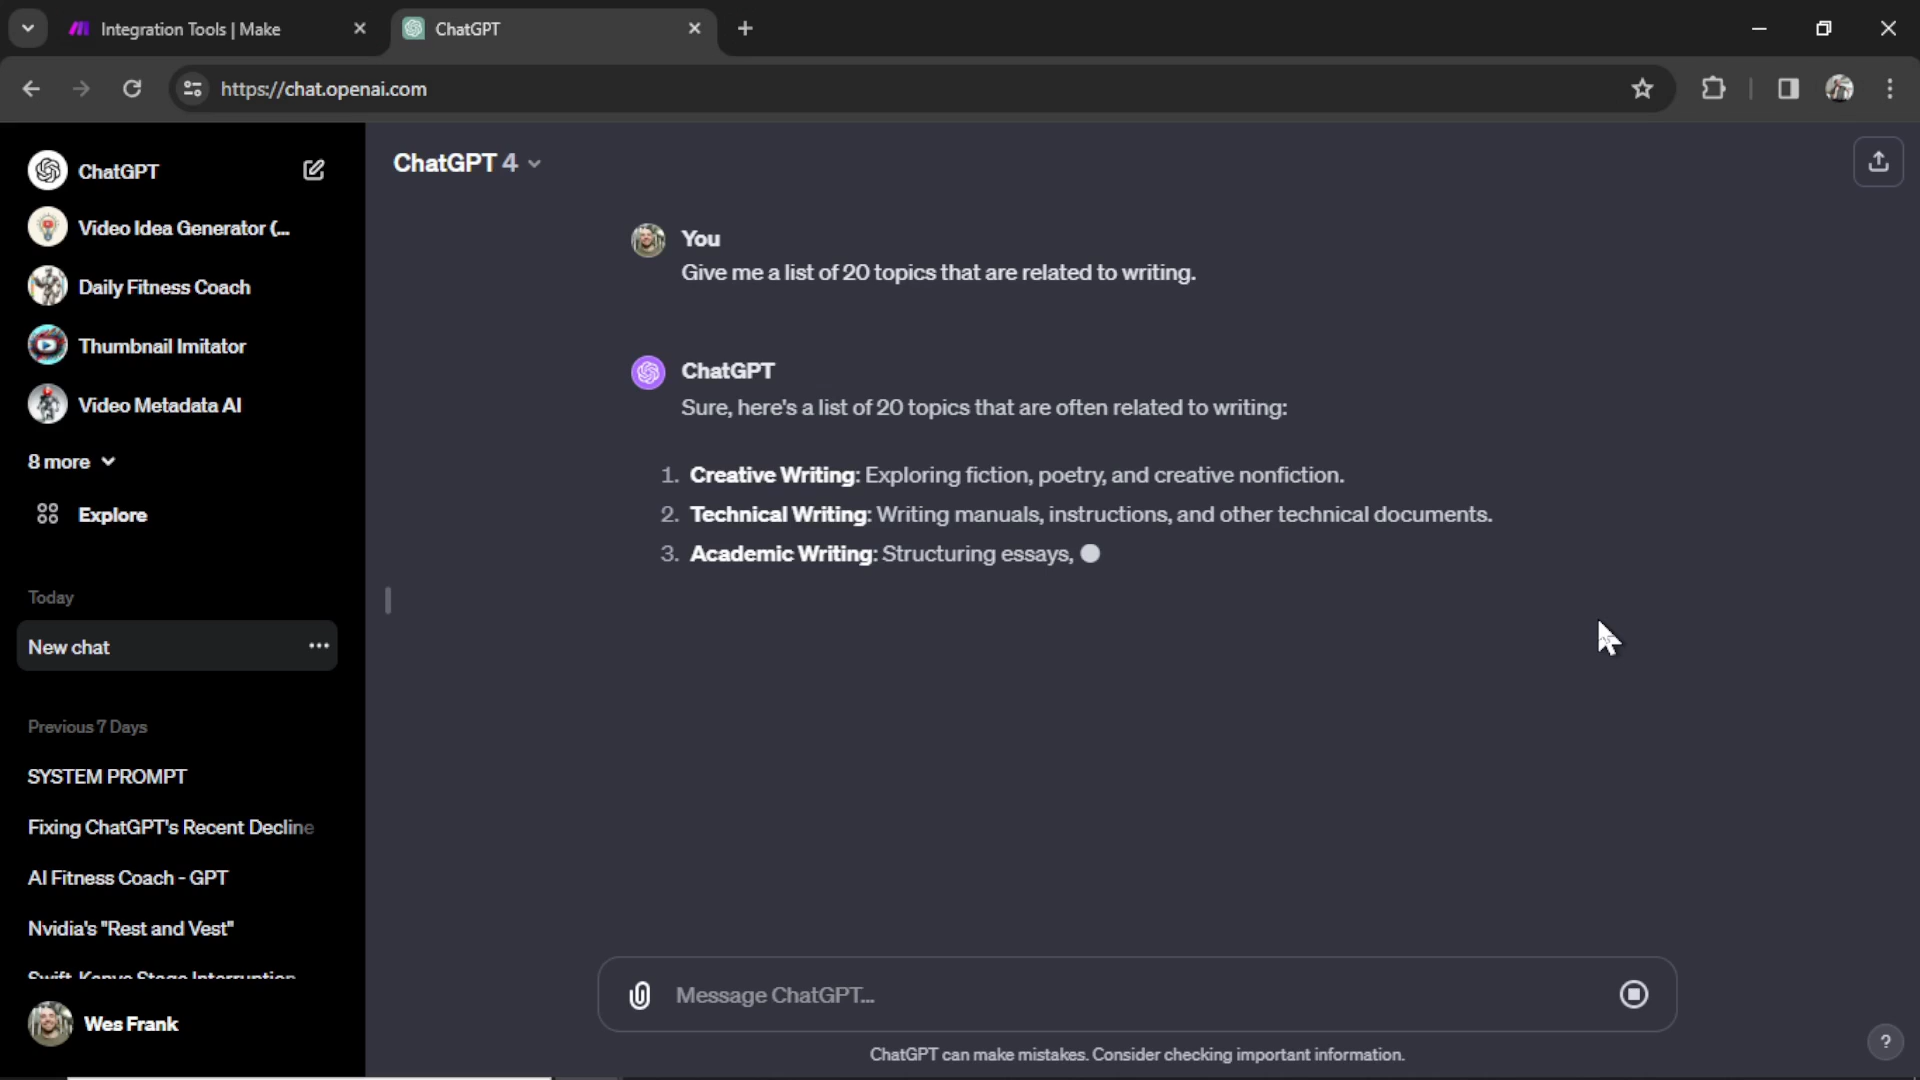 Integration Tools | Make
ChatGPT
https://chat.openai.com
ChatGPT
Video Idea Generator (...
Daily Fitness Coach
Thumbnail Imitator
Video Metadata AI
8 more
Explore
Today
New chat
Previous 7 Days
SYSTEM PROMPT
Fixing ChatGPT's Recent Decline
AI Fitness Coach - GPT
Nvidia's "Rest and Vest"
Swift-Kanye Stage Interruption
Wes Frank
ChatGPT 4
You
Give me a list of 20 topics that are related to writing.
ChatGPT
Sure, here's a list of 20 topics that are often related to writing:
1. Creative Writing: Exploring fiction, poetry, and creative nonfiction.
2. Technical Writing: Writing manuals, instructions, and other technical documents.
3. Academic Writing: Structuring essays,
Message ChatGPT...
ChatGPT can make mistakes. Consider checking important information.
?